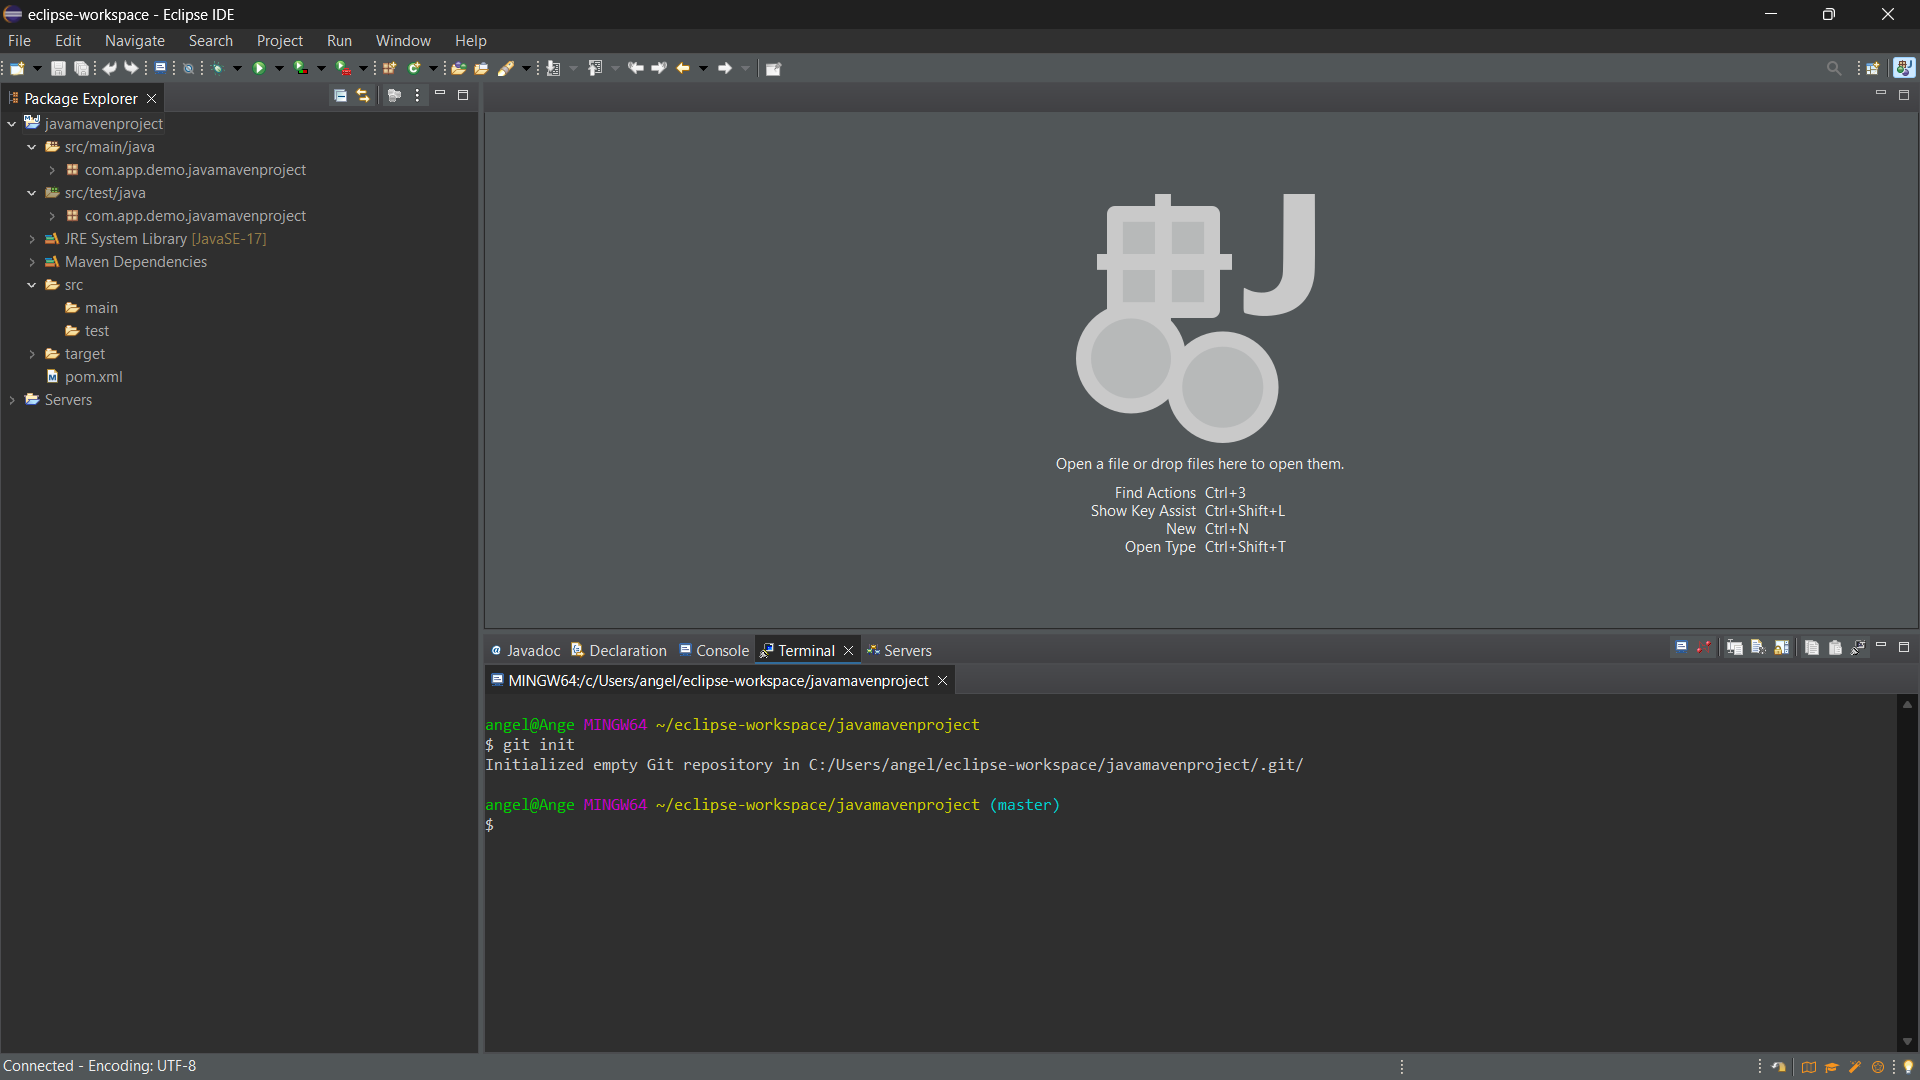 eclipse-workspace - Eclipse IDE
File Edit Navigate Search Project Run Window Help
Package Explorer
javamavenproject
src/main/java
com.app.demo.javamavenproject
src/test/java
com.app.demo.javamavenproject
JRE System Library [JavaSE-17]
Maven Dependencies
src
main
test
target
pom.xml
Servers
Open a file or drop files here to open them.
Find Actions Ctrl+3
Show Key Assist Ctrl+Shift+L
New Ctrl+N
Open Type Ctrl+Shift+T
Javadoc Declaration Console Terminal Servers
MINGW64:/c/Users/angel/eclipse-workspace/javamavenproject
angel@Ange MINGW64 ~/eclipse-workspace/javamavenproject
$ git init
Initialized empty Git repository in C:/Users/angel/eclipse-workspace/javamavenproject/.git/
angel@Ange MINGW64 ~/eclipse-workspace/javamavenproject (master)
$
Connected - Encoding: UTF-8